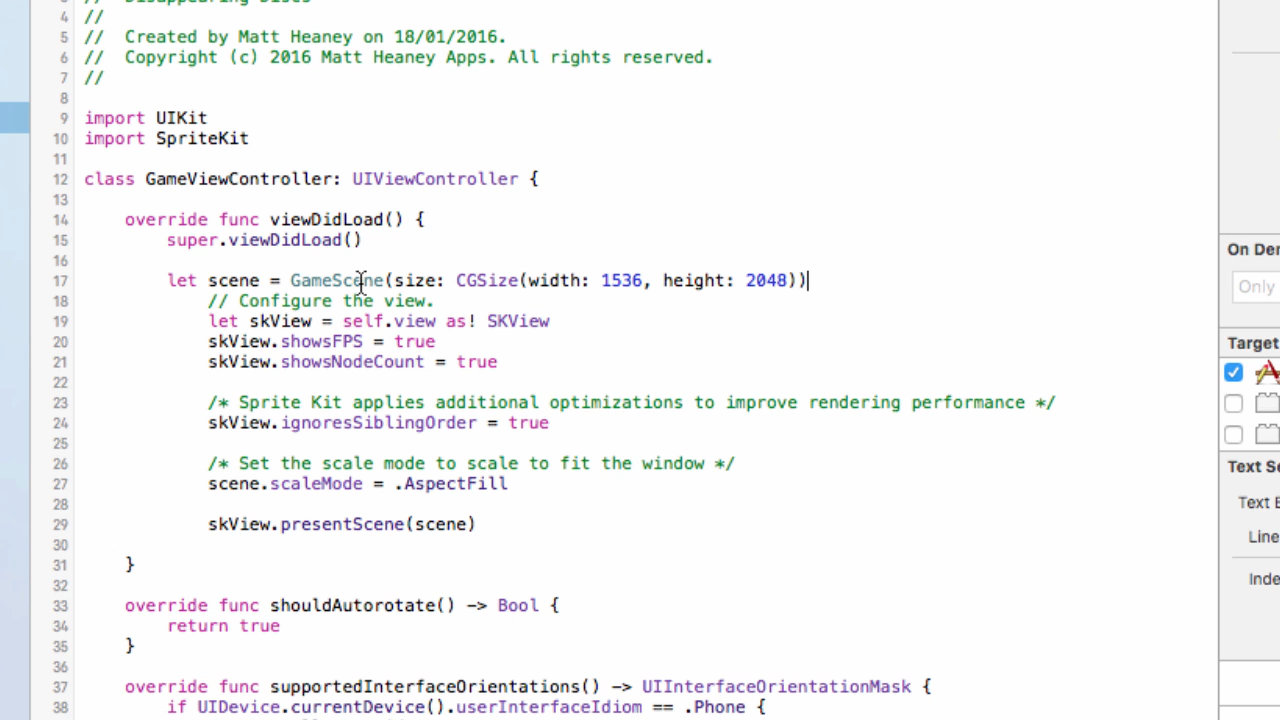 3 // Disappearing Discs
4 //
5 // Created by Matt Heaney on 18/01/2016.
6 // Copyright (c) 2016 Matt Heaney Apps. All rights reserved.
7 //
8
9 import UIKit
10 import SpriteKit
11
12 class GameViewController: UIViewController {
13
14 override func viewDidLoad() {
15 super.viewDidLoad()
16
17 let scene = GameScene(size: CGSize(width: 1536, height: 2048))
18 // Configure the view.
19 let skView = self.view as! SKView
20 skView.showsFPS = true
21 skView.showsNodeCount = true
22
23 /* Sprite Kit applies additional optimizations to improve rendering performance */
24 skView.ignoresSiblingOrder = true
25
26 /* Set the scale mode to scale to fit the window */
27 scene.scaleMode = .AspectFill
28
29 skView.presentScene(scene)
30
31 }
32
33 override func shouldAutorotate() -> Bool {
34 return true
35 }
36
37 override func supportedInterfaceOrientations() -> UIInterfaceOrientationMask {
38 if UIDevice.currentDevice().userInterfaceIdiom == .Phone {
On De
Only
Target
Text Se
Text E
Line
Inde